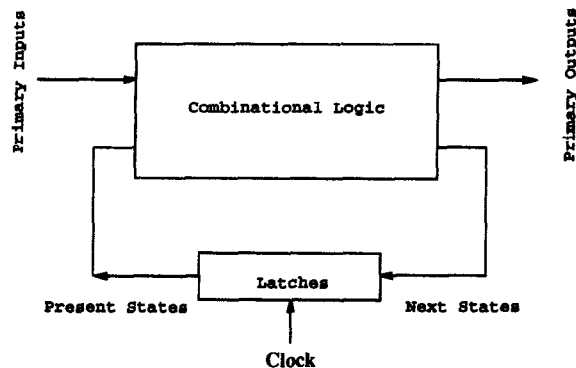 Primary Inputs
Combinational Logic
Primary Outputs
Latches
Present States
Next States
Clock